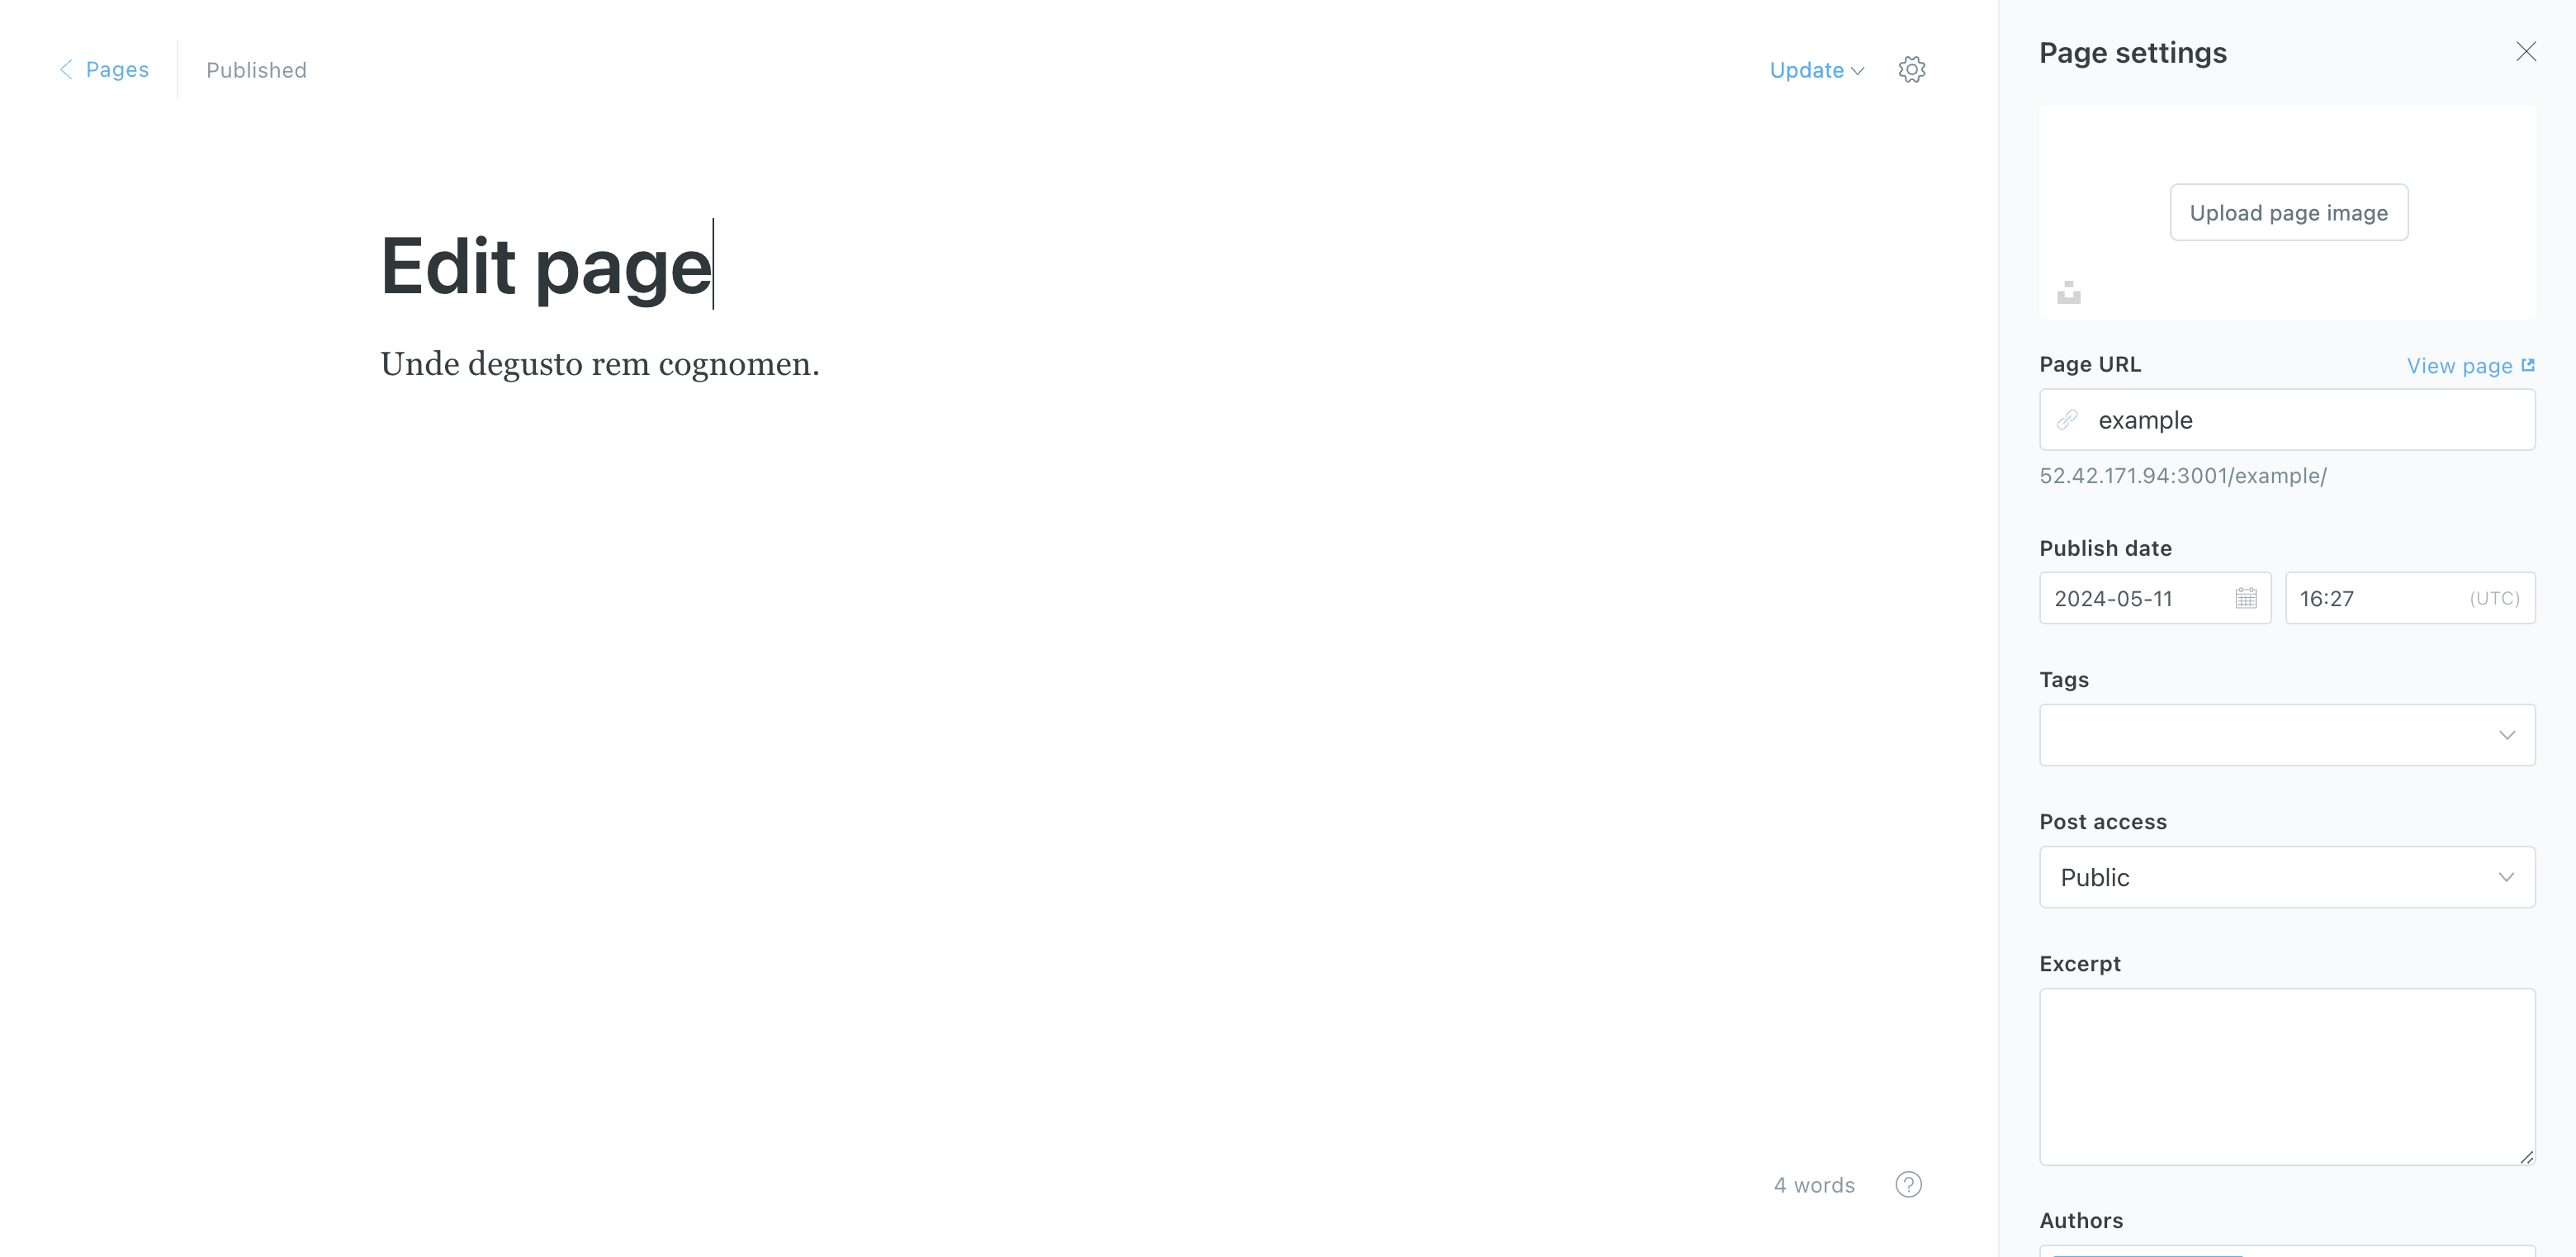 Pages
Published
Update
Edit page
Unde degusto rem cognomen.
4 words
?
Page settings
Upload page image
Page URL
View page
example
52.42.171.94:3001/example/
Publish date
2024-05-11
16:27
(UTC)
Tags
Post access
Public
Excerpt
Authors